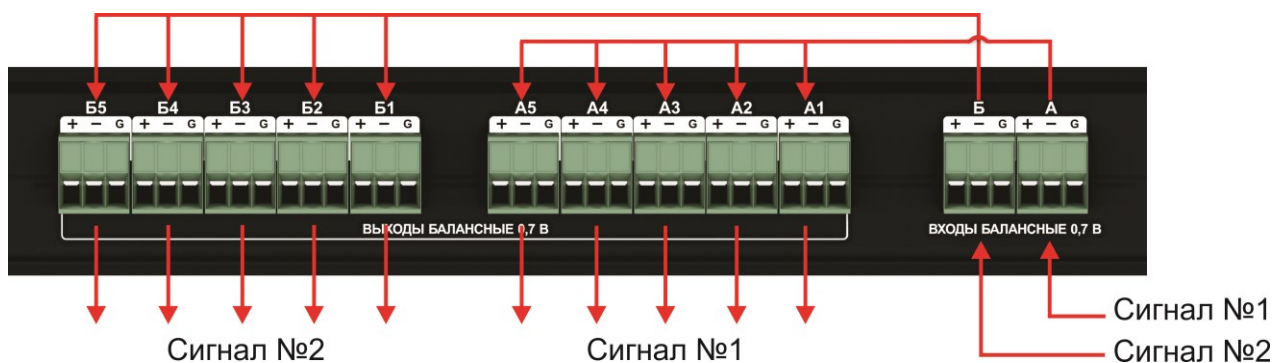 Б5 Б4 Б3 Б2 Б1 А5 А4 А3 А2 А1 Б А
+ − G + − G + − G + − G + − G + − G + − G + − G + − G + − G + − G + − G
ВЫХОДЫ БАЛАНСНЫЕ 0,7 В ВХОДЫ БАЛАНСНЫЕ 0,7 В
Сигнал №1
Сигнал №2 Сигнал №1 Сигнал №2